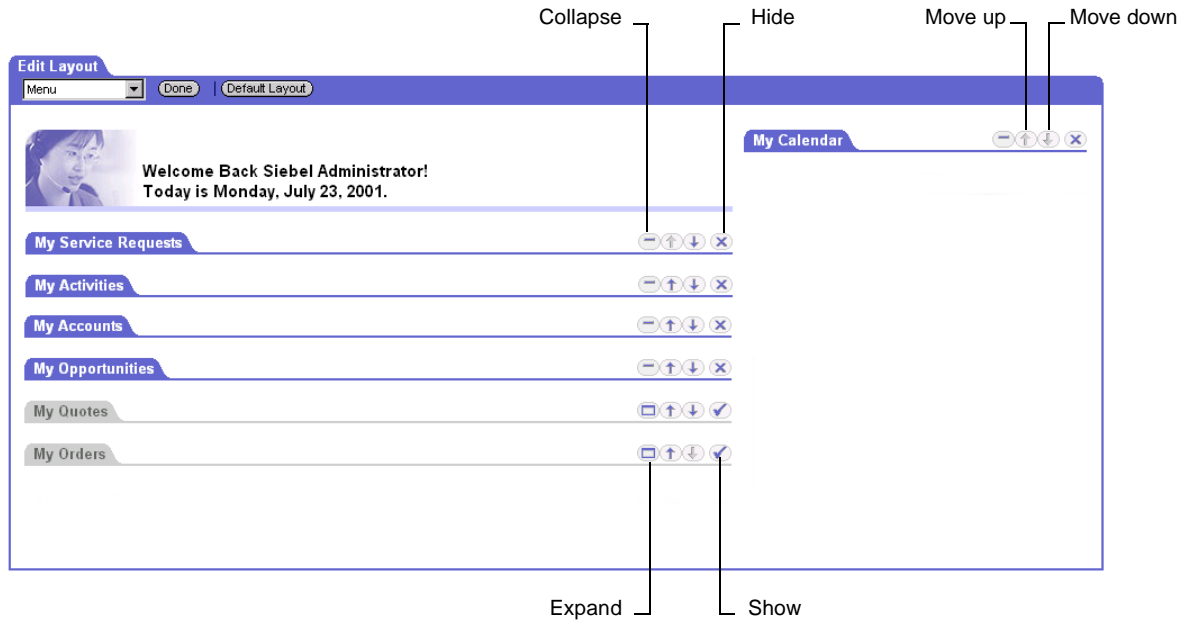 Collapse Hide Move up Move down
Edit Layout
Menu Done | Default Layout
My Calendar
Welcome Back Siebel Administrator!
Today is Monday, July 23, 2001.
My Service Requests
My Activities
My Accounts
My Opportunities
My Quotes
My Orders
Expand Show